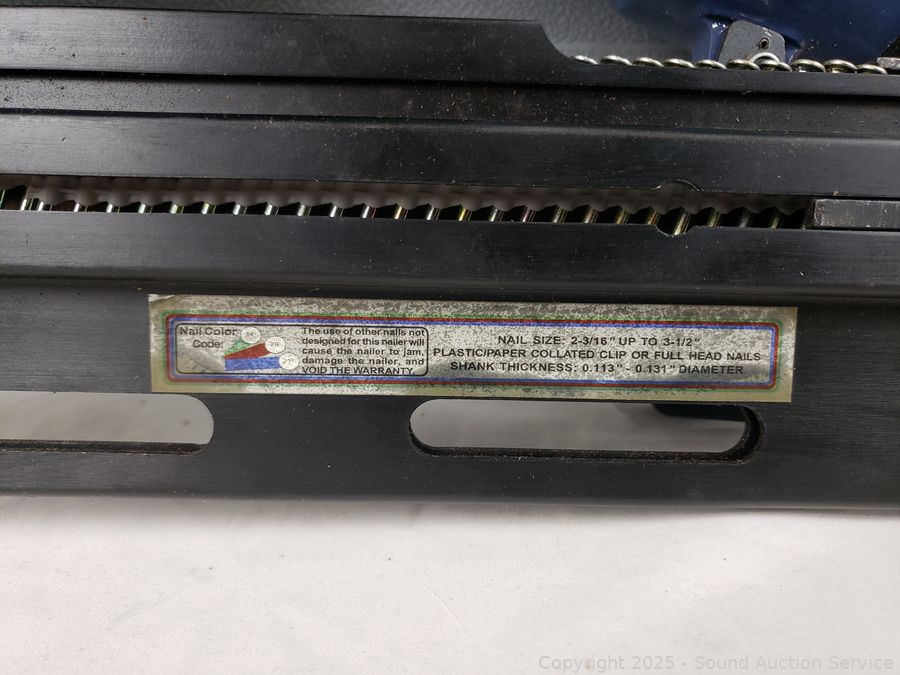 Nail Color
Code:
The use of other nails not
designed for this nailer will
cause the nailer to jam,
damage the nailer, and
VOID THE WARRANTY.
NAIL SIZE: 2-3/16" UP TO 3-1/2"
PLASTIC/PAPER COLLATED CLIP OR FULL HEAD NAILS
SHANK THICKNESS: 0.113" - 0.131" DIAMETER
Copyright 2025 - Sound Auction Service